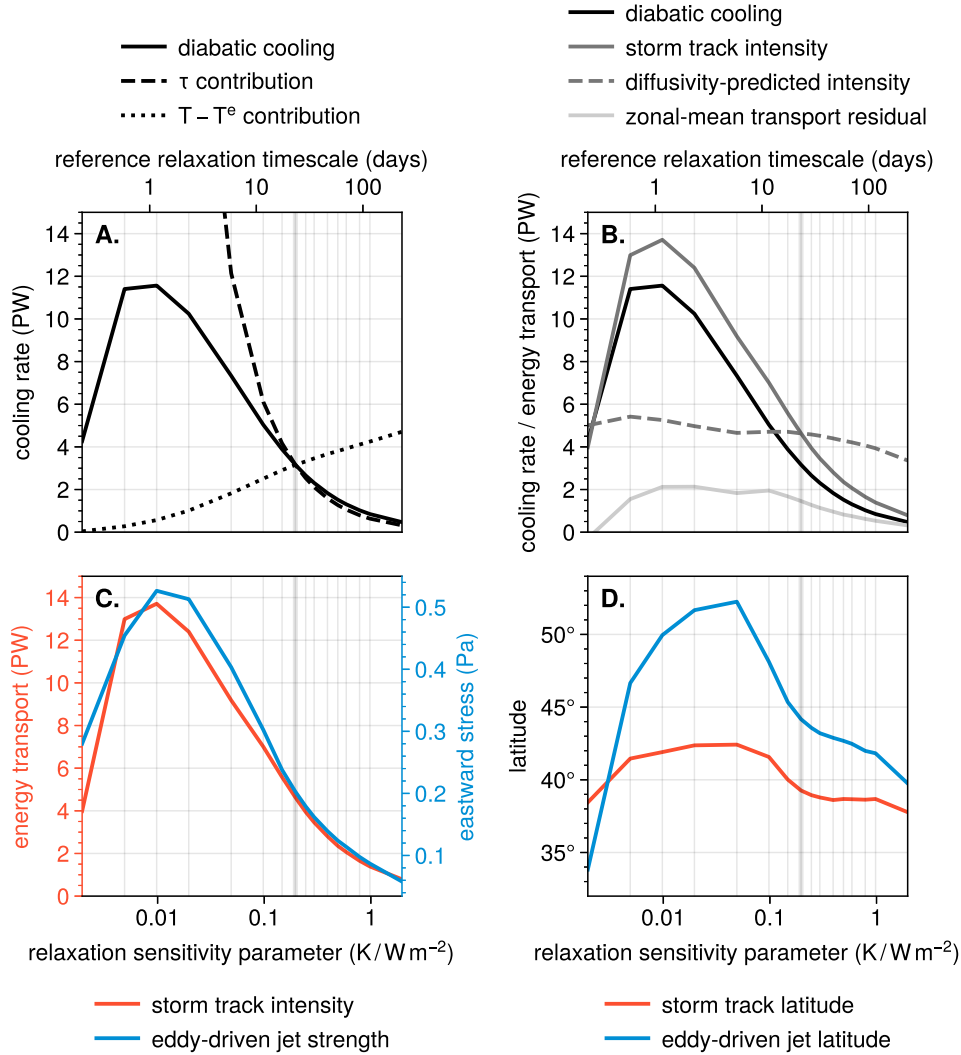 diabatic cooling
τ contribution
T − Tᵉ contribution
reference relaxation timescale (days)
1 10 100
A.
14
12
10
8
6
4
2
0
cooling rate (PW)
diabatic cooling
storm track intensity
diffusivity-predicted intensity
zonal-mean transport residual
reference relaxation timescale (days)
1 10 100
B.
14
12
10
8
6
4
2
0
cooling rate / energy transport (PW)
C.
14
12
10
8
6
4
2
0
energy transport (PW)
0.5
0.4
0.3
0.2
0.1
eastward stress (Pa)
0.01 0.1 1
relaxation sensitivity parameter (K / W m⁻²)
storm track intensity
eddy-driven jet strength
D.
50°
45°
40°
35°
latitude
0.01 0.1 1
relaxation sensitivity parameter (K / W m⁻²)
storm track latitude
eddy-driven jet latitude